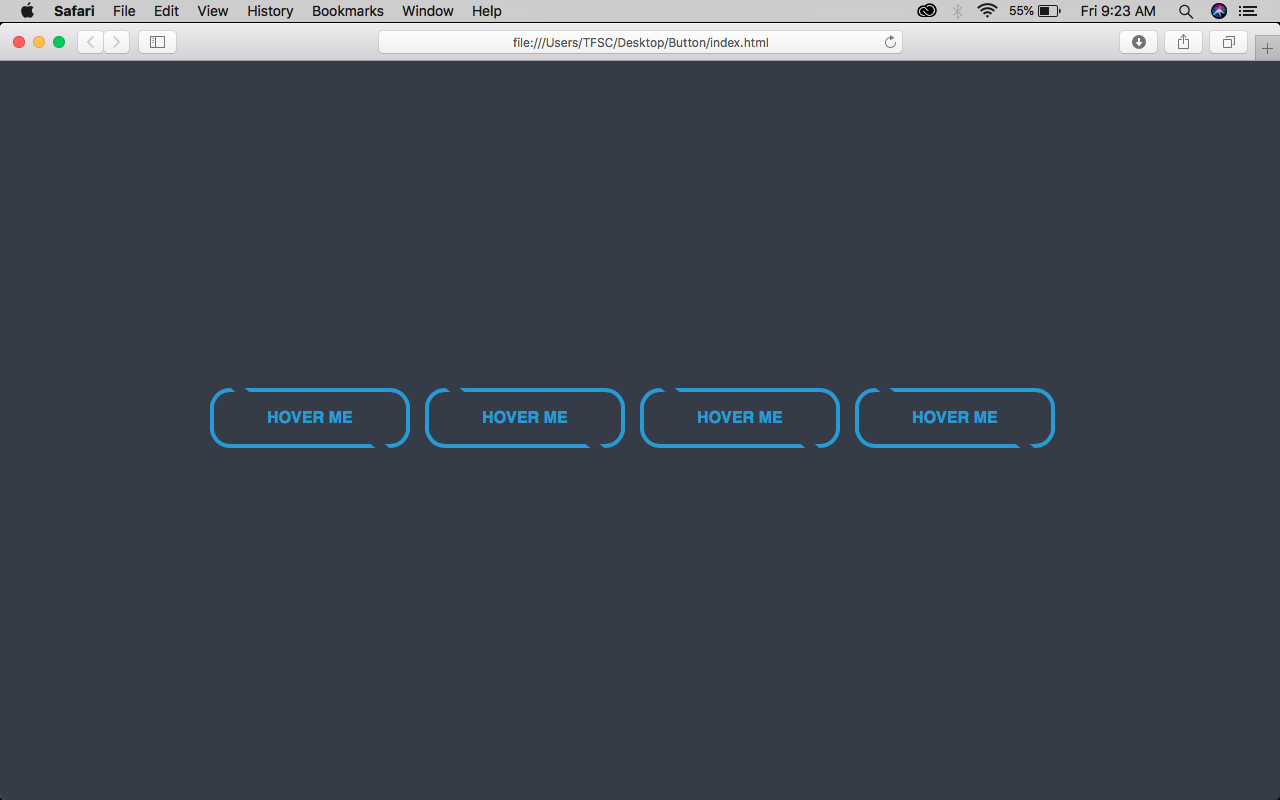 Safari File Edit View History Bookmarks Window Help 55% Fri 9:23 AM
file:///Users/TFSC/Desktop/Button/index.html
HOVER ME HOVER ME HOVER ME HOVER ME